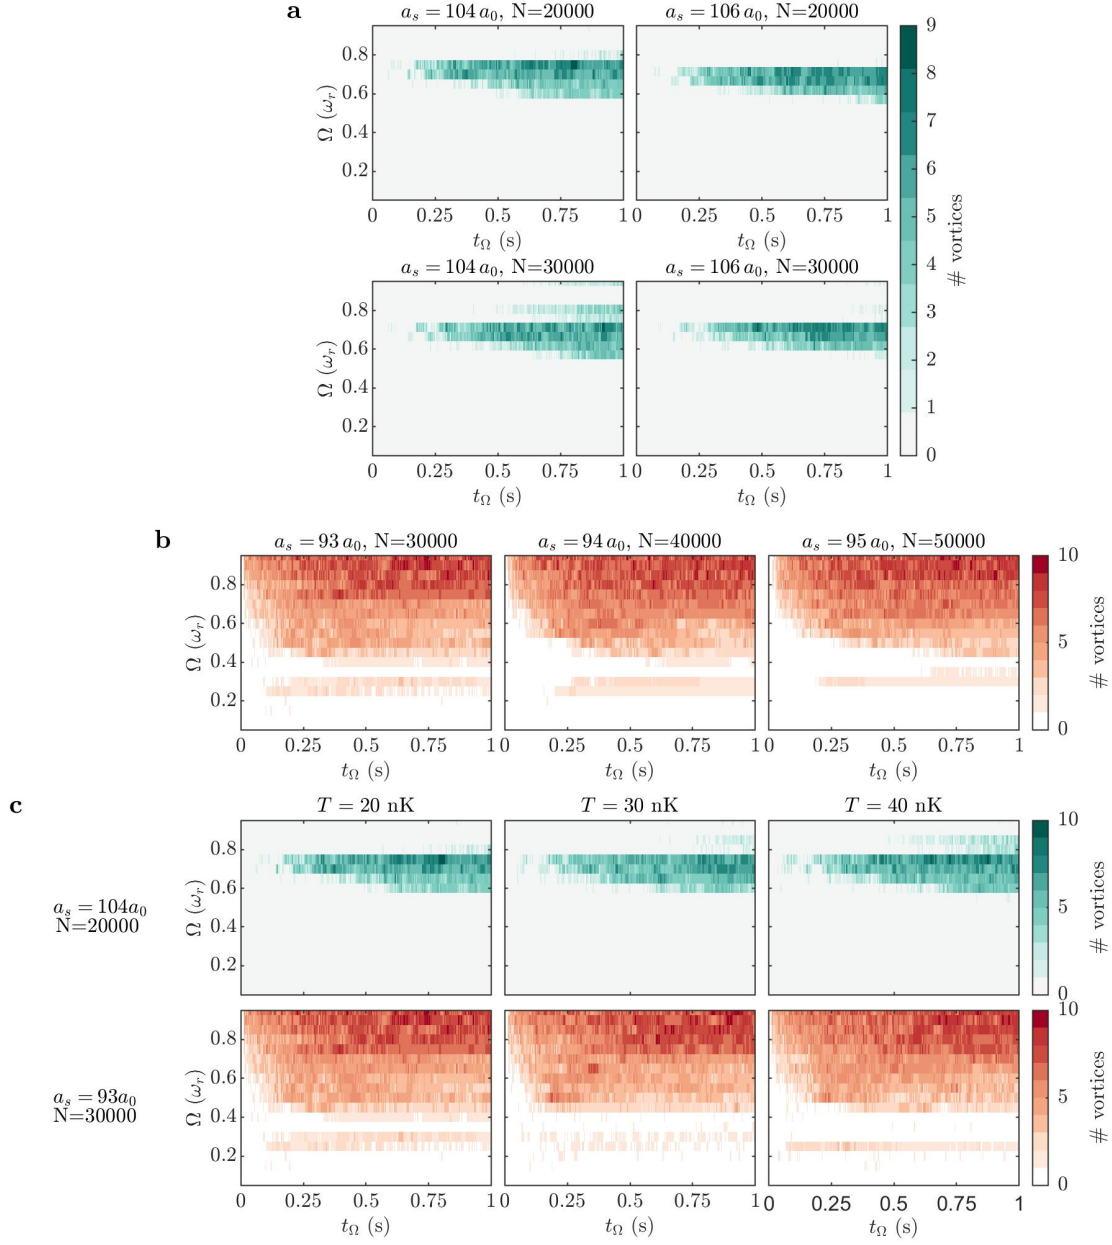 a
a_s = 104 a_0, N=20000
a_s = 106 a_0, N=20000
Ω (ω_r)
0.8
0.6
0.4
0.2
0 0.25 0.5 0.75 1
0 0.25 0.5 0.75 1
t_Ω (s)
t_Ω (s)
a_s = 104 a_0, N=30000
a_s = 106 a_0, N=30000
Ω (ω_r)
0.8
0.6
0.4
0.2
0 0.25 0.5 0.75 1
0 0.25 0.5 0.75 1
t_Ω (s)
t_Ω (s)
9
8
7
6
5
4
3
2
1
0
# vortices
b
a_s = 93 a_0, N=30000
a_s = 94 a_0, N=40000
a_s = 95 a_0, N=50000
Ω (ω_r)
0.8
0.6
0.4
0.2
0 0.25 0.5 0.75 1
0 0.25 0.5 0.75 1
0 0.25 0.5 0.75 1
t_Ω (s)
t_Ω (s)
t_Ω (s)
10
5
0
# vortices
c
T = 20 nK
T = 30 nK
T = 40 nK
a_s = 104a_0
N=20000
Ω (ω_r)
0.8
0.6
0.4
0.2
10
5
0
# vortices
a_s = 93a_0
N=30000
Ω (ω_r)
0.8
0.6
0.4
0.2
0 0.25 0.5 0.75 1
0 0.25 0.5 0.75 1
0 0.25 0.5 0.75 1
t_Ω (s)
t_Ω (s)
t_Ω (s)
10
5
0
# vortices